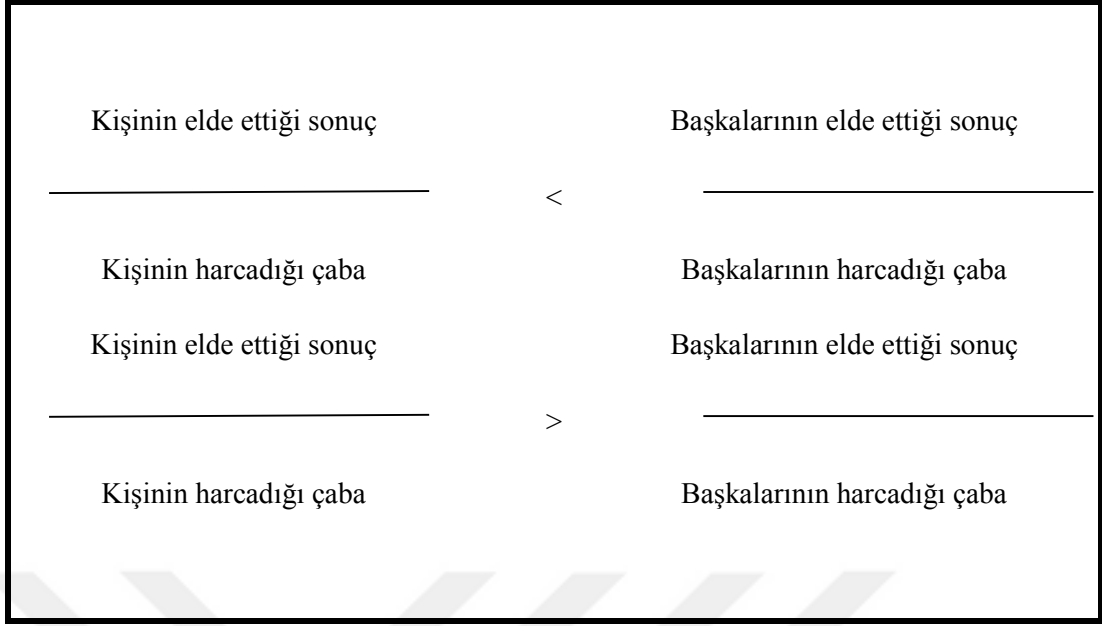 Kişinin elde ettiği sonuç Başkalarının elde ettiği sonuç
<
Kişinin harcadığı çaba Başkalarının harcadığı çaba
Kişinin elde ettiği sonuç Başkalarının elde ettiği sonuç
>
Kişinin harcadığı çaba Başkalarının harcadığı çaba